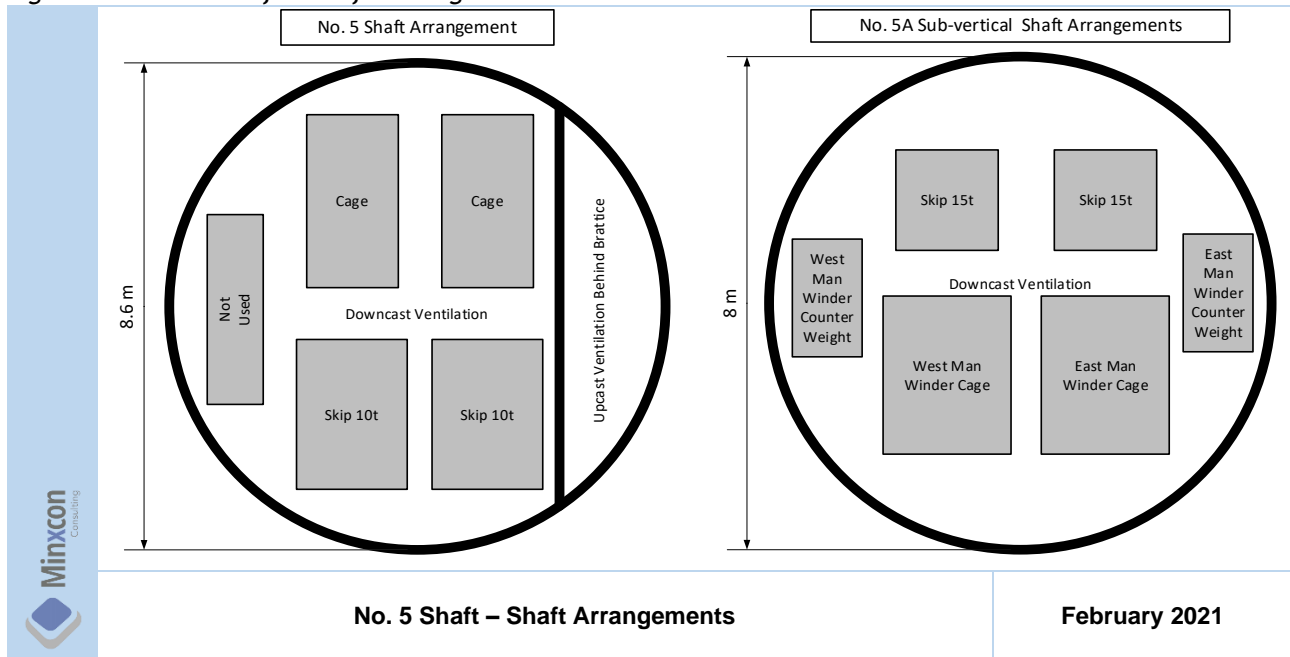 No. 5 Shaft Arrangement
8.6 m
Cage
Cage
Not
Used
Downcast Ventilation
Skip 10t
Skip 10t
Upcast Ventilation Behind Brattice
No. 5A Sub-vertical Shaft Arrangements
8 m
Skip 15t
Skip 15t
West
Man
Winder
Counter
Weight
Downcast Ventilation
East
Man
Winder
Counter
Weight
West Man
Winder Cage
East Man
Winder Cage
Minxcon
Consulting
No. 5 Shaft – Shaft Arrangements
February 2021